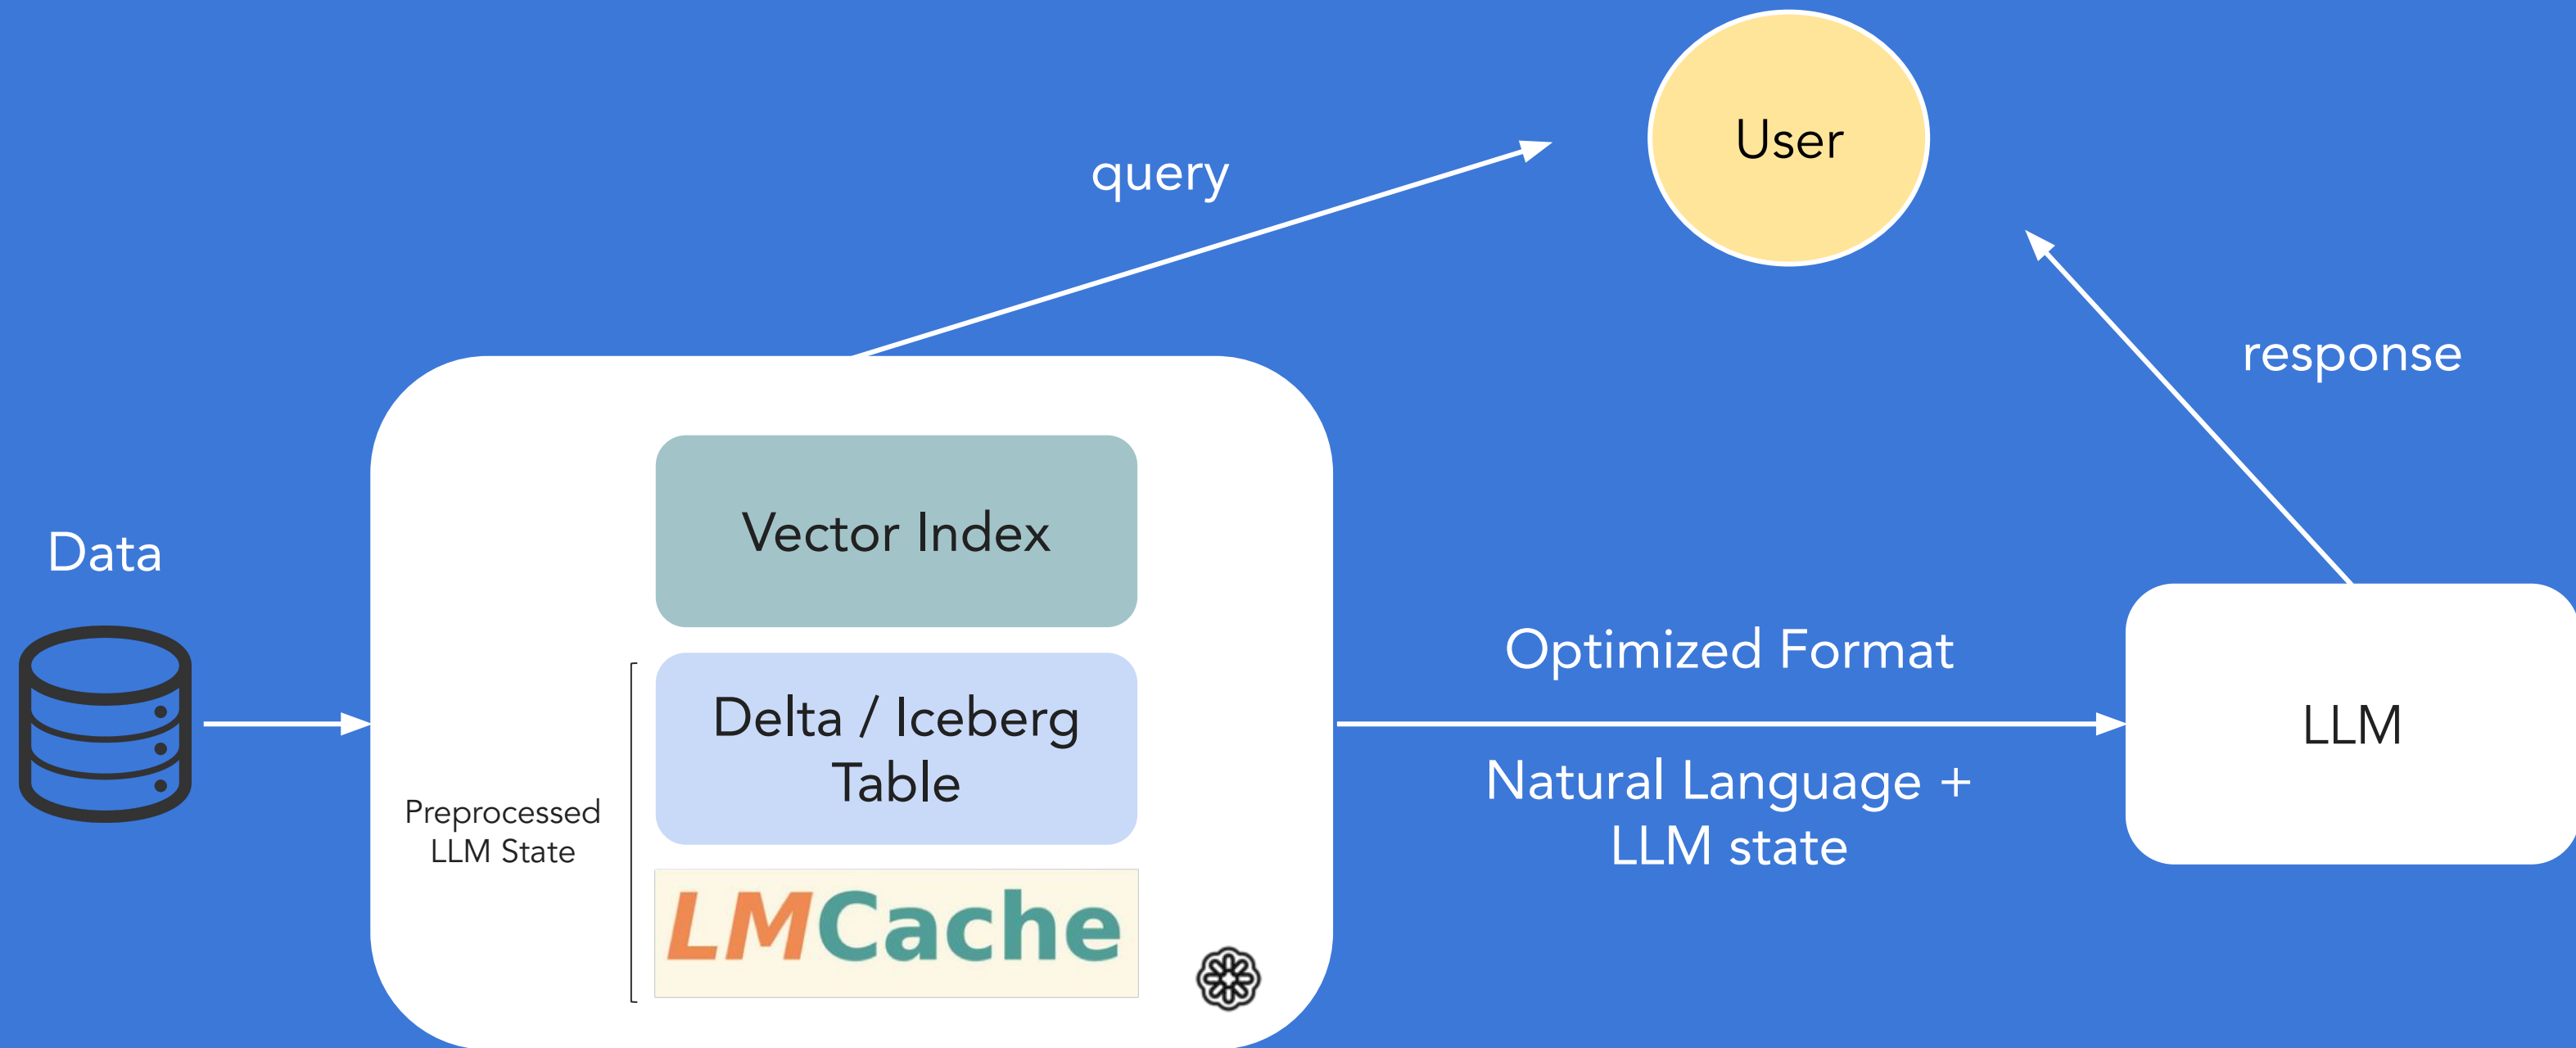 User
query
response
Data
Vector Index
Delta / Iceberg
Table
Preprocessed
LLM State
LMCache
Optimized Format
Natural Language +
LLM state
LLM